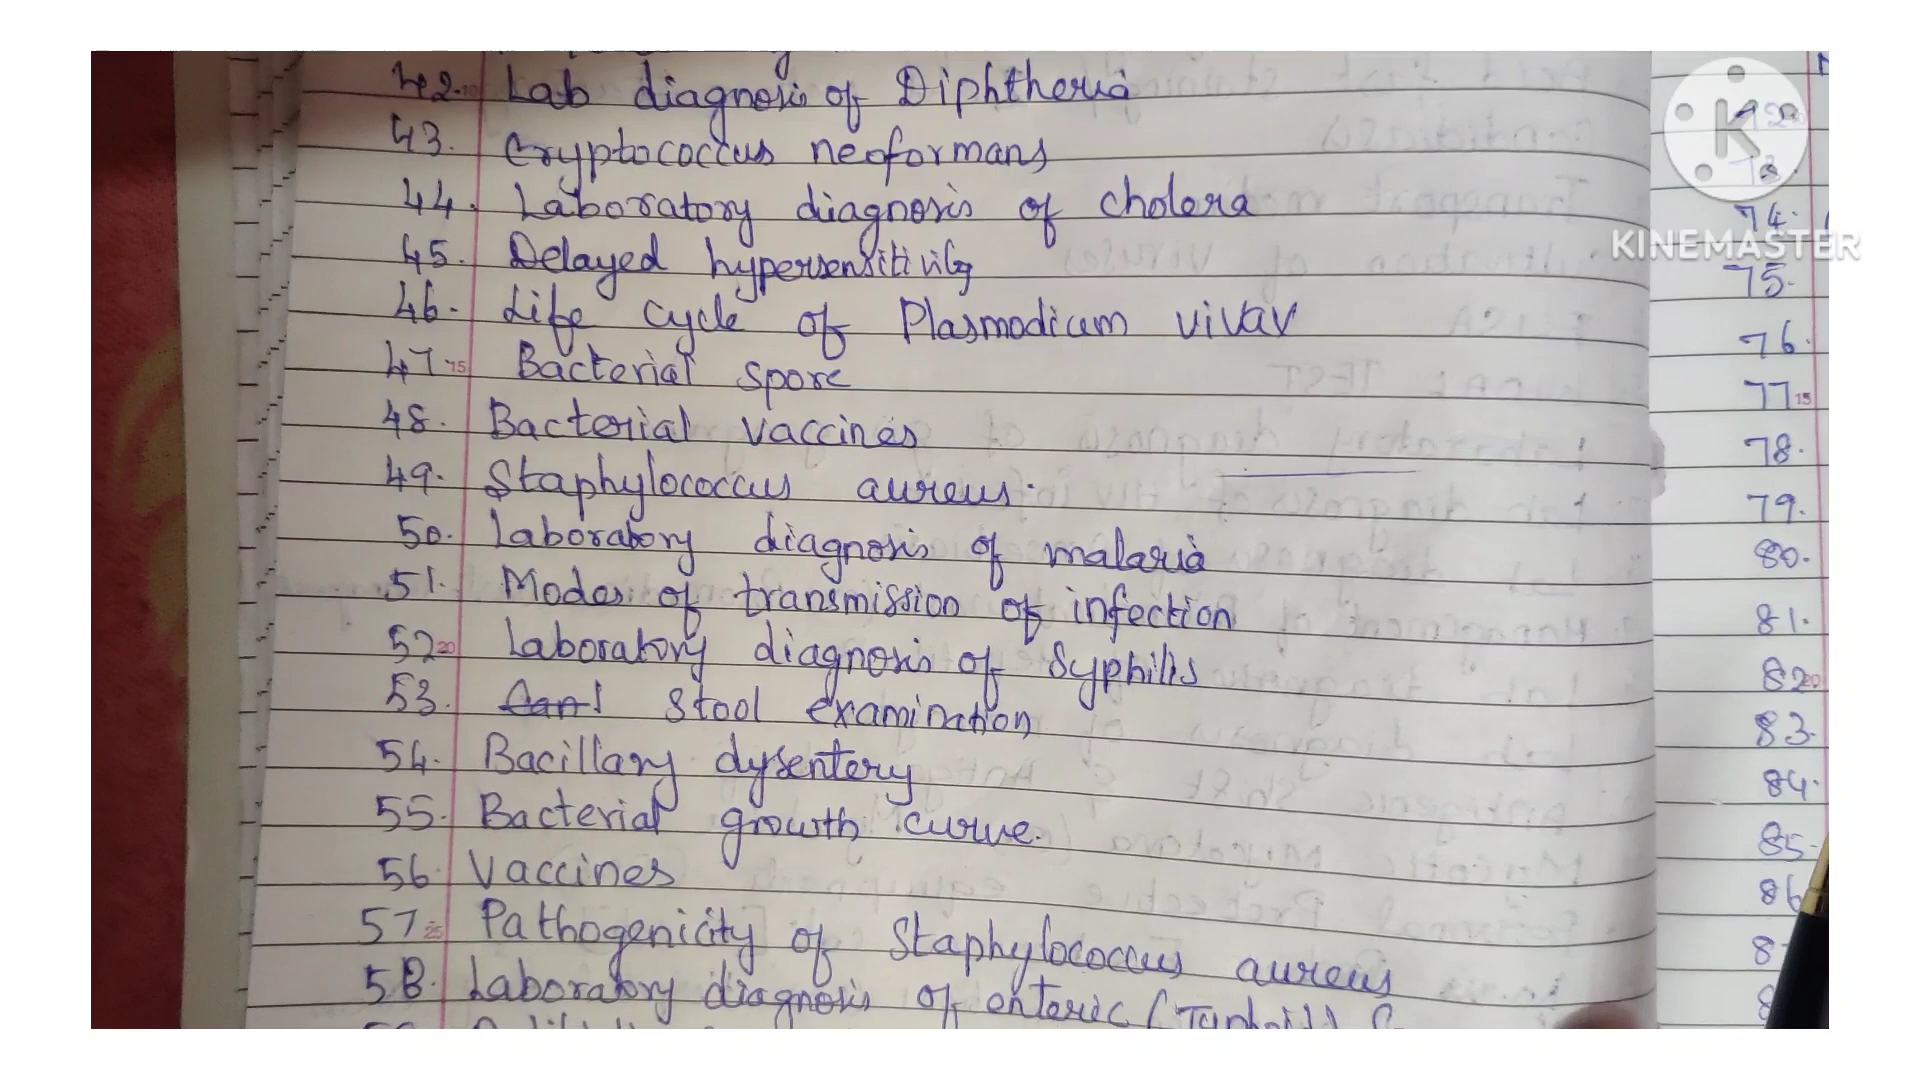 42. Lab diagnosis of Diphtheria
43. Cryptococcus neoformans
44. Laboratory diagnosis of cholera
45. Delayed hypersensitivity
46. Life cycle of Plasmodium vivav
47. Bacterial spore
48. Bacterial vaccines
49. Staphylococcus aureus.
50. Laboratory diagnosis of malaria
51. Modes of transmission of infection
52. Laboratory diagnosis of Syphilis
53. Stool examination
54. Bacillary dysentery
55. Bacterial growth curve.
56. Vaccines
57. Pathogenicity of Staphylococcus aureus
58. Laboratory diagnosis of enteric (
74.
75.
76.
77.
78.
79.
80.
81.
82.
83.
84.
85.
86
K
KINEMASTER